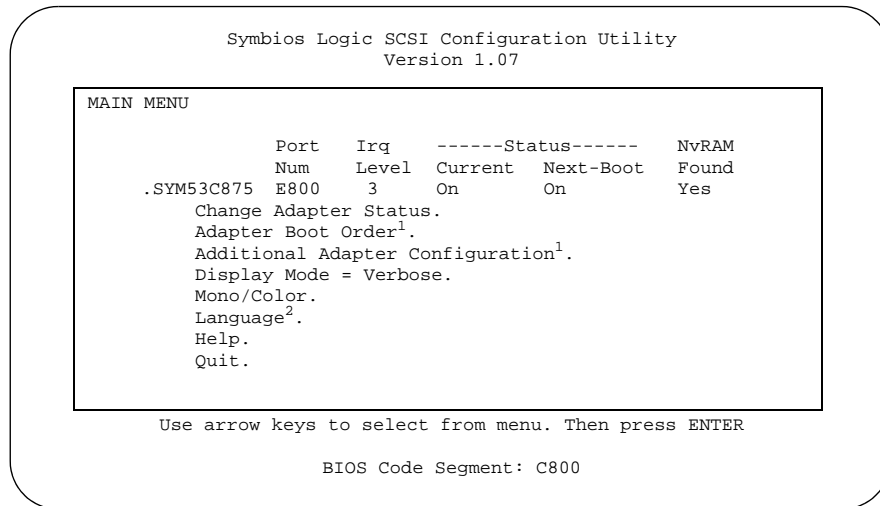 Symbios Logic SCSI Configuration Utility
Version 1.07
MAIN MENU
Port Irq ------Status------ NvRAM
Num Level Current Next-Boot Found
.SYM53C875 E800 3 On On Yes
Change Adapter Status.
Adapter Boot Order1.
Additional Adapter Configuration1.
Display Mode = Verbose.
Mono/Color.
Language2.
Help.
Quit.
Use arrow keys to select from menu. Then press ENTER
BIOS Code Segment: C800